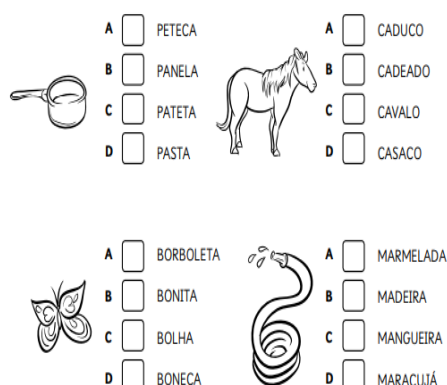 A PETECA
B PANELA
C PATETA
D PASTA
A CADUCO
B CADEADO
C CAVALO
D CASACO
A BORBOLETA
B BONITA
C BOLHA
D BONECA
A MARMELADA
B MADEIRA
C MANGUEIRA
D MARACUJÁ